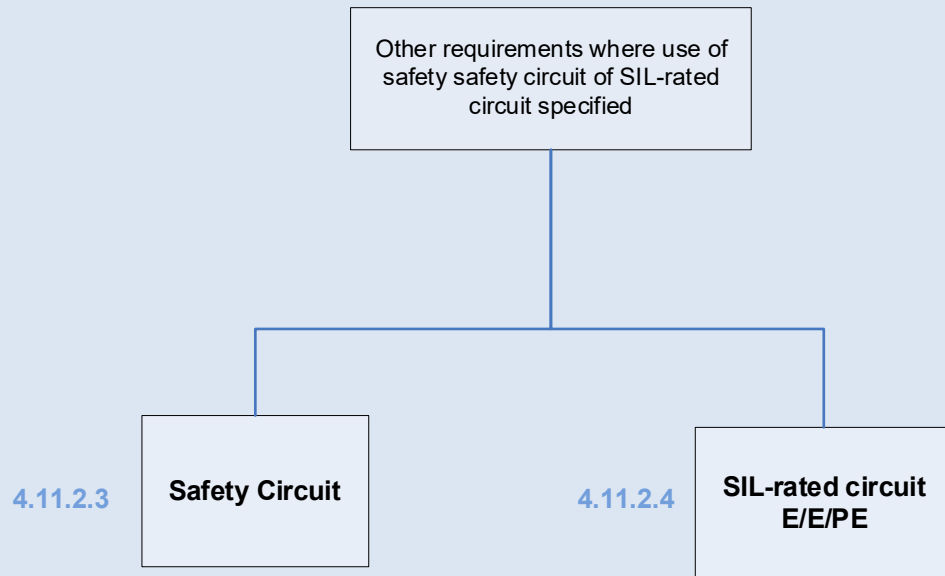 Other requirements where use of
safety safety circuit of SIL-rated
circuit specified
4.11.2.3
Safety Circuit
4.11.2.4
SIL-rated circuit
E/E/PE